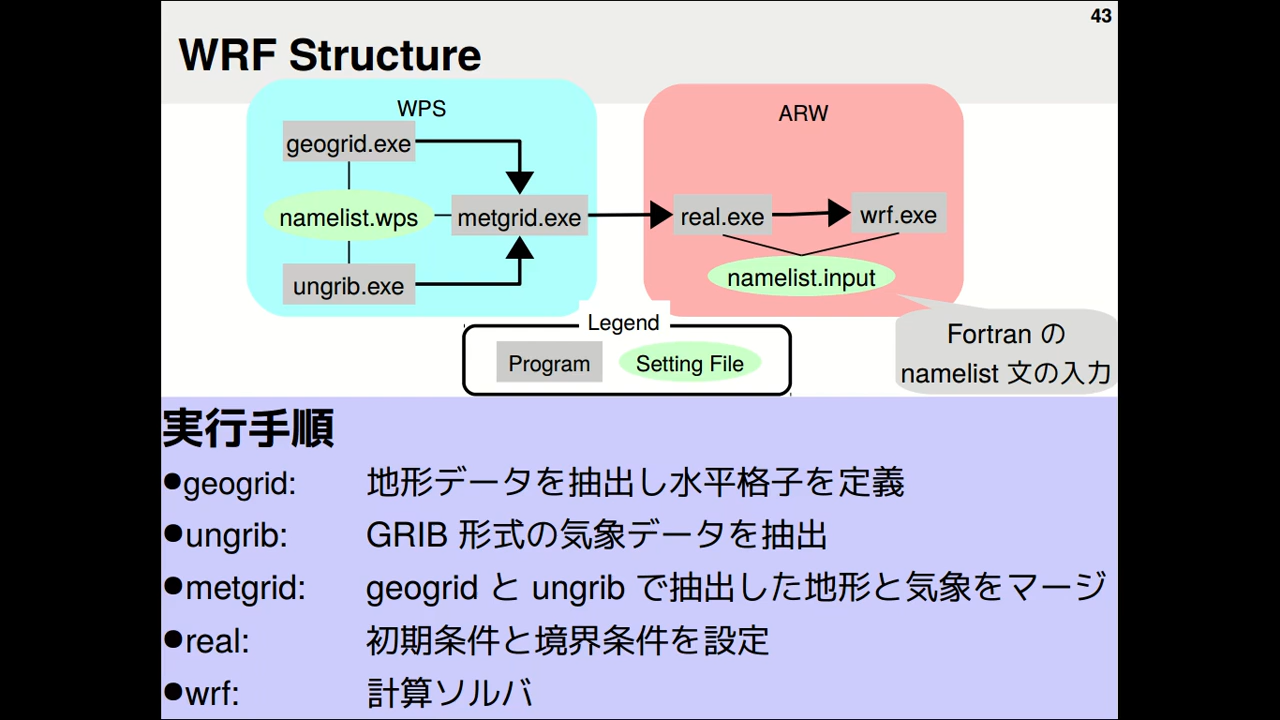 43
WRF Structure
WPS
ARW
geogrid.exe
namelist.wps
metgrid.exe
real.exe
wrf.exe
ungrib.exe
namelist.input
Legend
Program
Setting File
Fortran の
namelist 文の入力
実行手順
●geogrid: 地形データを抽出し水平格子を定義
●ungrib: GRIB 形式の気象データを抽出
●metgrid: geogrid と ungrib で抽出した地形と気象をマージ
●real: 初期条件と境界条件を設定
●wrf: 計算ソルバ